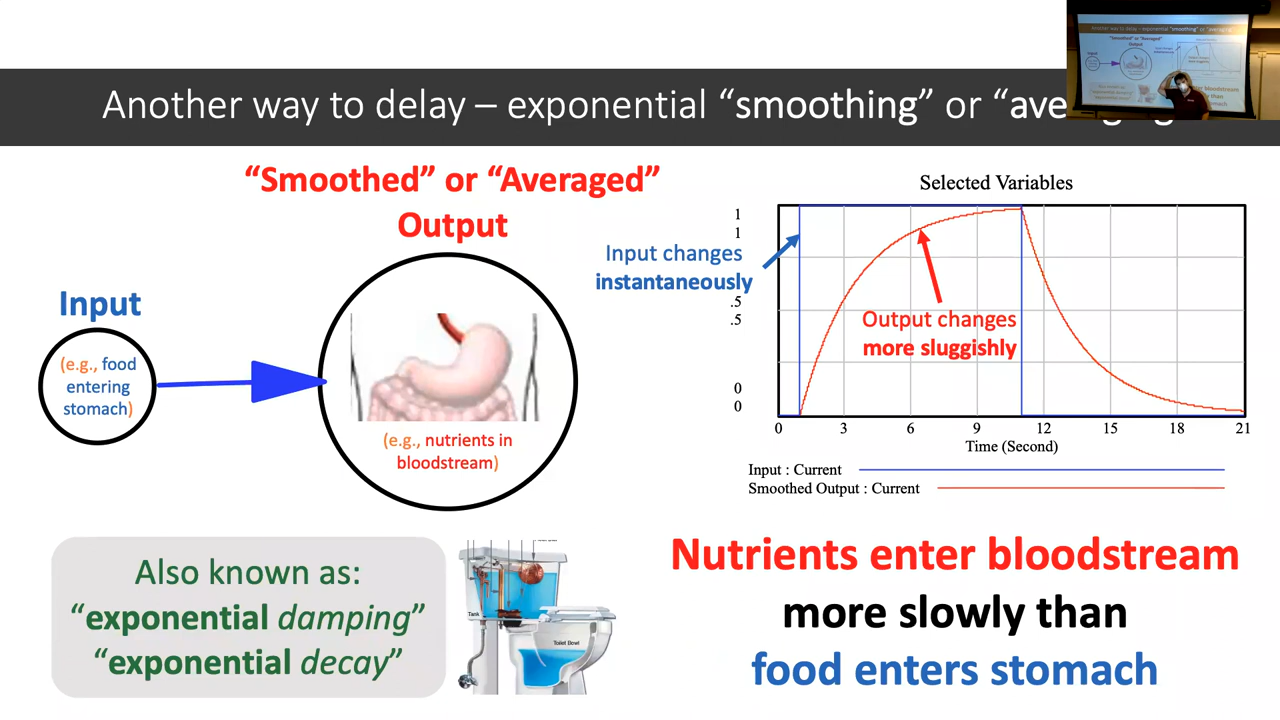 Another way to delay – exponential “smoothing” or
“Smoothed” or “Averaged”
Output
Input
(e.g., food
entering
stomach)
(e.g., nutrients in
bloodstream)
Selected Variables
1
1
.5
.5
0
0
0 3 6 9 12 15 18 21
Time (Second)
Input changes
instantaneously
Output changes
more sluggishly
Input : Current
Smoothed Output : Current
Also known as:
“exponential damping”
“exponential decay”
Tank
Toilet Bowl
Nutrients enter bloodstream
more slowly than
food enters stomach